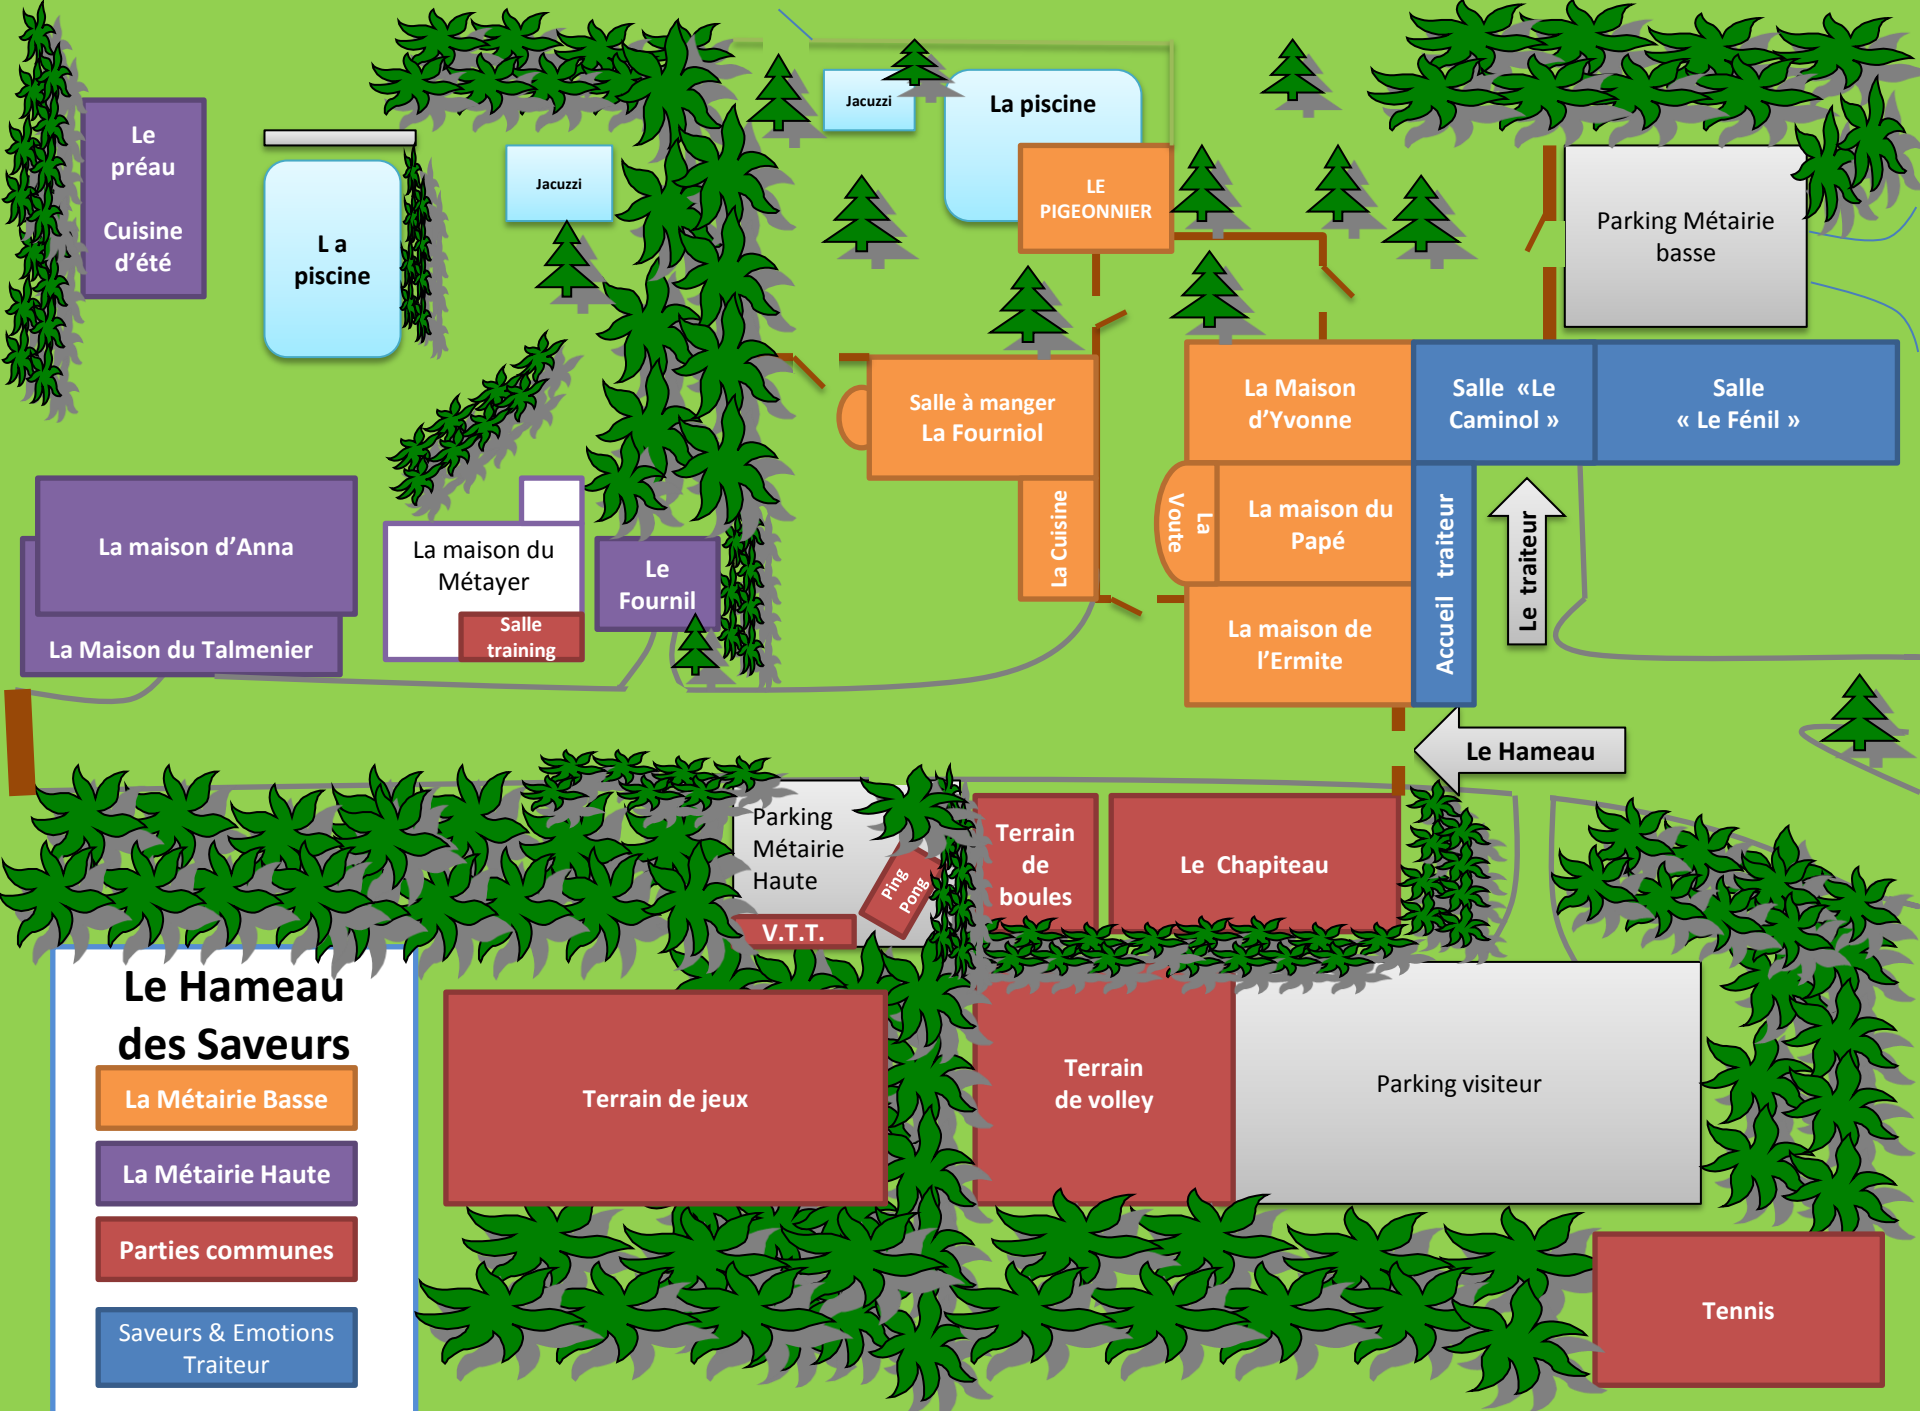 Le
préau
Cuisine
d'été
L a
piscine
Jacuzzi
Jacuzzi
La piscine
LE
PIGEONNIER
Parking Métairie
basse
Salle à manger
La Fourniol
La Cuisine
La Maison
d'Yvonne
Salle «Le
Caminol »
Salle
« Le Fénil »
La
Voute
La maison du
Papé
La maison de
l'Ermite
Accueil traiteur
Le traiteur
La maison d'Anna
La Maison du Talmenier
La maison du
Métayer
Salle
training
Le
Fournil
Le Hameau
Parking
Métairie
Haute
Ping
Pong
V.T.T.
Terrain
de
boules
Le Chapiteau
Terrain de jeux
Terrain
de volley
Parking visiteur
Tennis
Le Hameau
des Saveurs
La Métairie Basse
La Métairie Haute
Parties communes
Saveurs & Emotions
Traiteur